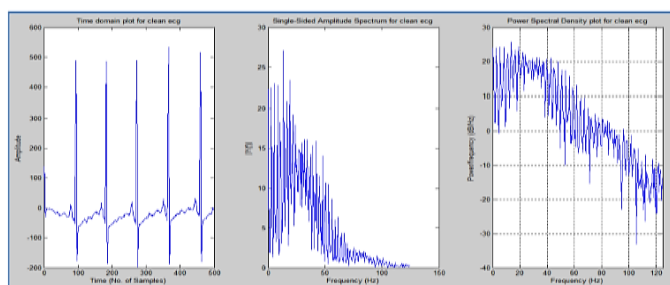 Time domain plot for clean ecg
600
500
400
300
200
100
0
-100
-200
0 100 200 300 400 500
Amplitude
Time (No. of Samples)
Single-Sided Amplitude Spectrum for clean ecg
30
25
20
15
10
5
0
0 50 100 150
|Y(f)|
Frequency (Hz)
Power Spectral Density plot for clean ecg
30
20
10
0
-10
-20
-30
-40
0 20 40 60 80 100 120
Power/frequency (dB/Hz)
Frequency (Hz)